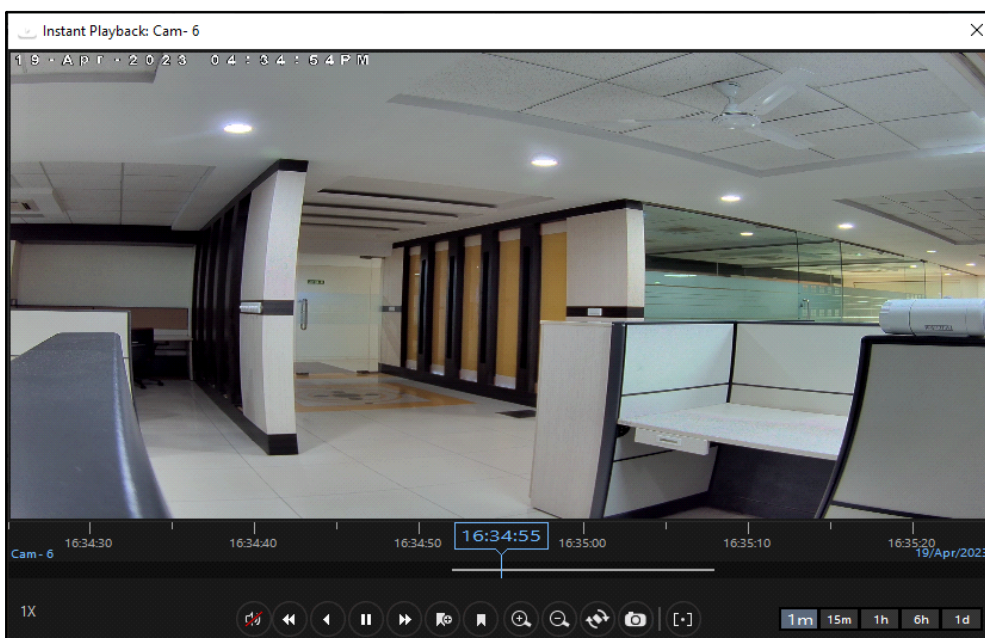 Instant Playback: Cam- 6
19-Apr-2023 04:34:54PM
16:34:30
16:34:40
16:34:50
16:34:55
16:35:00
16:35:10
16:35:20
Cam- 6
19/Apr/2023
1X
1m 15m 1h 6h 1d